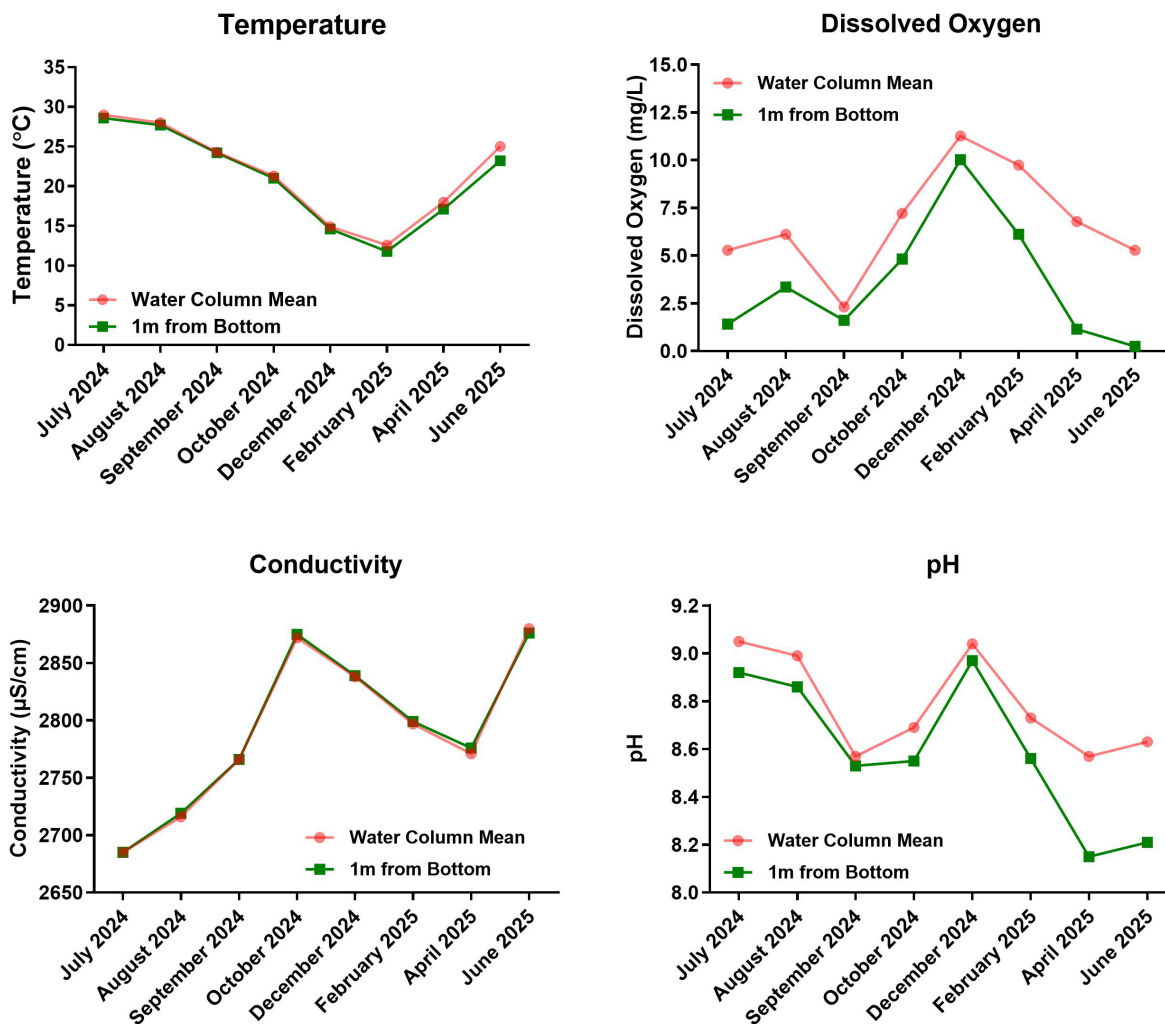 Temperature
Temperature (°C)
35
30
25
20
15
10
5
0
Water Column Mean
1m from Bottom
July 2024
August 2024
September 2024
October 2024
December 2024
February 2025
April 2025
June 2025
Dissolved Oxygen
Dissolved Oxygen (mg/L)
15.0
12.5
10.0
7.5
5.0
2.5
0.0
Water Column Mean
1m from Bottom
July 2024
August 2024
September 2024
October 2024
December 2024
February 2025
April 2025
June 2025
Conductivity
Conductivity (µS/cm)
2900
2850
2800
2750
2700
2650
Water Column Mean
1m from Bottom
July 2024
August 2024
September 2024
October 2024
December 2024
February 2025
April 2025
June 2025
pH
pH
9.2
9.0
8.8
8.6
8.4
8.2
8.0
Water Column Mean
1m from Bottom
July 2024
August 2024
September 2024
October 2024
December 2024
February 2025
April 2025
June 2025